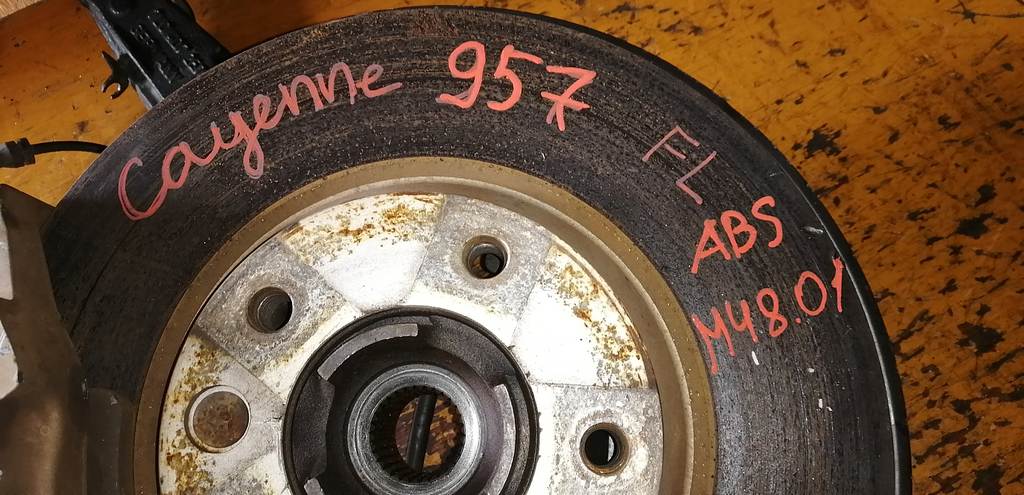 Cayenne 957
FL
ABS
M48.01